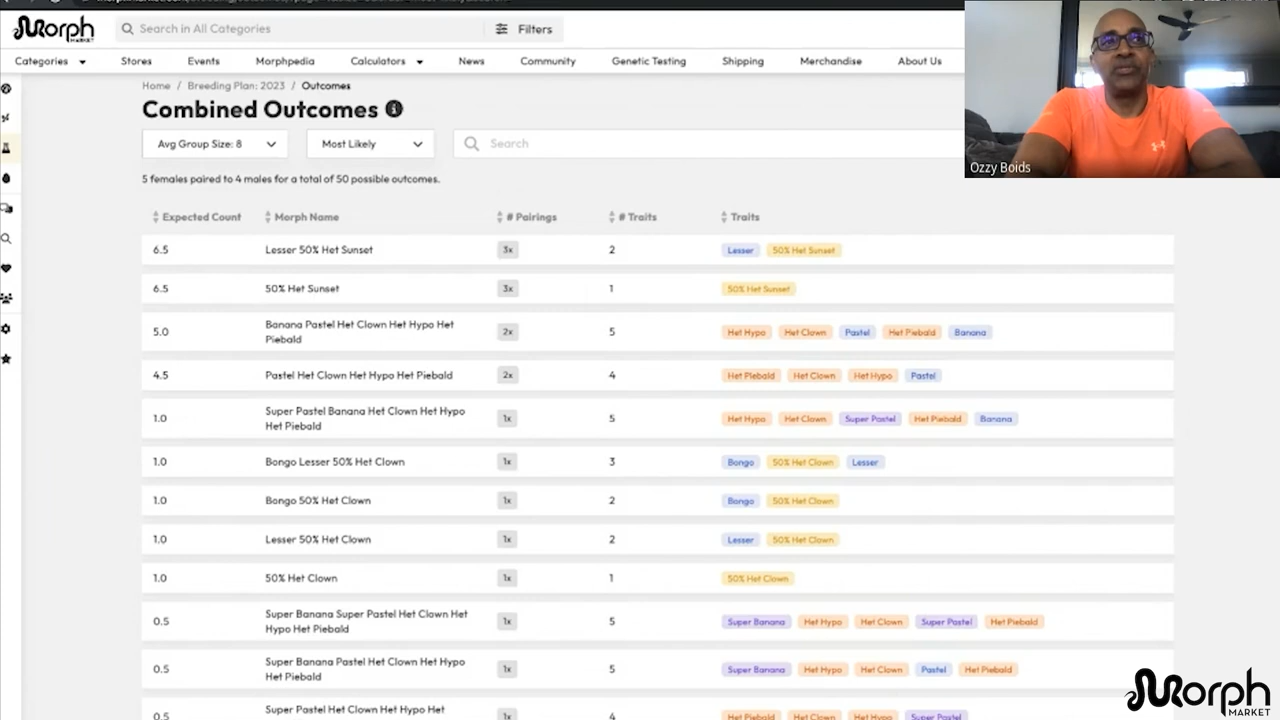 Morph
MARKET
Search in All Categories
Filters
Categories
Stores
Events
Morphpedia
Calculators
News
Community
Genetic Testing
Shipping
Merchandise
About Us
Home / Breeding Plan: 2023 / Outcomes
Combined Outcomes
Avg Group Size: 8
Most Likely
Search
Ozzy Boids
5 females paired to 4 males for a total of 50 possible outcomes.
Expected Count Morph Name # Pairings # Traits Traits
6.5 Lesser 50% Het Sunset 3x 2 Lesser 50% Het Sunset
6.5 50% Het Sunset 3x 1 50% Het Sunset
5.0 Banana Pastel Het Clown Het Hypo Het
Piebald 2x 5 Het Hypo Het Clown Pastel Het Piebald Banana
4.5 Pastel Het Clown Het Hypo Het Piebald 2x 4 Het Piebald Het Clown Het Hypo Pastel
1.0 Super Pastel Banana Het Clown Het Hypo
Het Piebald 1x 5 Het Hypo Het Clown Super Pastel Het Piebald Banana
1.0 Bongo Lesser 50% Het Clown 1x 3 Bongo 50% Het Clown Lesser
1.0 Bongo 50% Het Clown 1x 2 Bongo 50% Het Clown
1.0 Lesser 50% Het Clown 1x 2 Lesser 50% Het Clown
1.0 50% Het Clown 1x 1 50% Het Clown
0.5 Super Banana Super Pastel Het Clown Het
Hypo Het Piebald 1x 5 Super Banana Het Hypo Het Clown Super Pastel Het Piebald
0.5 Super Banana Pastel Het Clown Het Hypo
Het Piebald 1x 5 Super Banana Het Hypo Het Clown Pastel Het Piebald
0.5 Super Pastel Het Clown Het Hypo Het 1x 4 Het Piebald Het Clown Het Hypo Super Pastel
Morph
MARKET